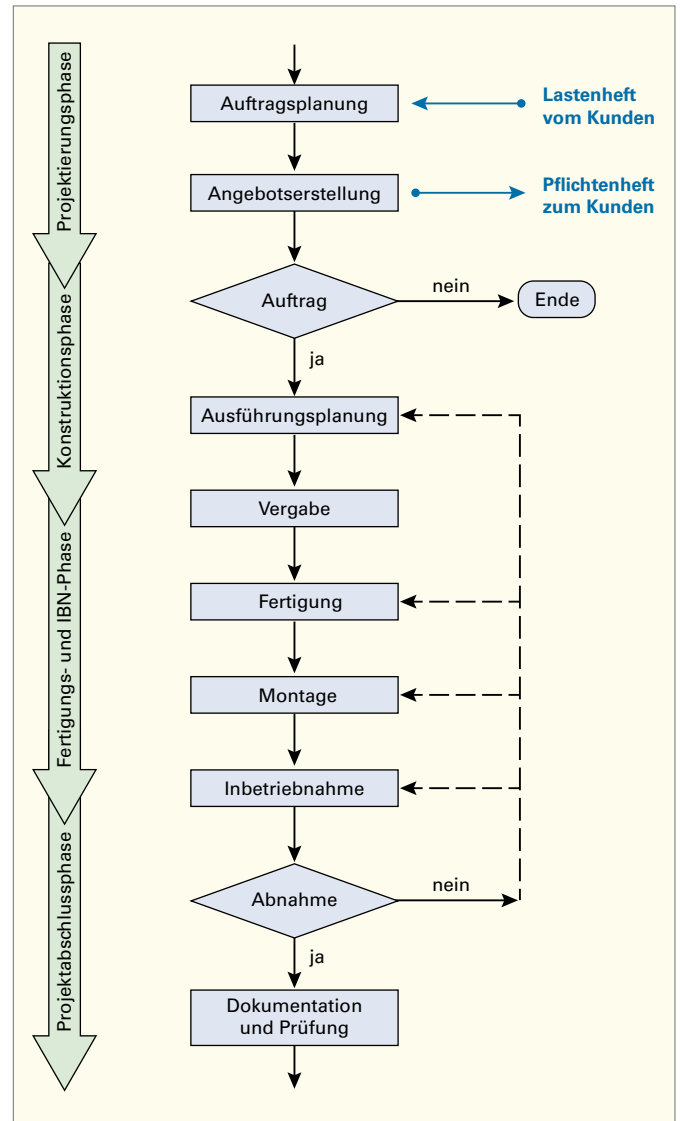 Projektierungsphase
Konstruktionsphase
Fertigungs- und IBN-Phase
Projektabschlussphase
Auftragsplanung
Lastenheft
vom Kunden
Angebotserstellung
Pflichtenheft
zum Kunden
Auftrag
nein
Ende
ja
Ausführungsplanung
Vergabe
Fertigung
Montage
Inbetriebnahme
Abnahme
nein
ja
Dokumentation
und Prüfung